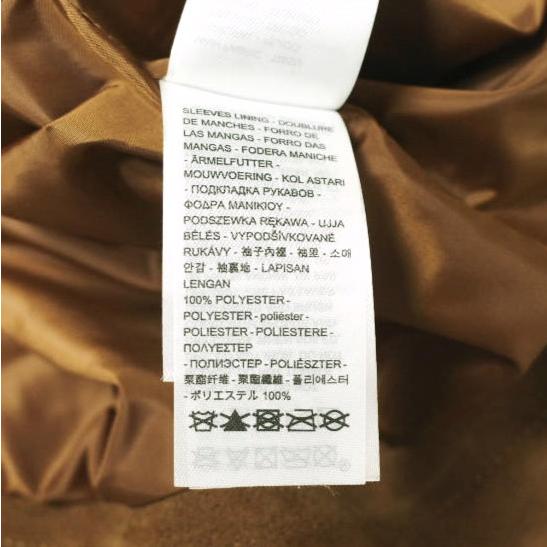 SLEEVES LINING - DOUBLURE
DE MANCHES - FORRO DE
LAS MANGAS - FORRO DAS
MANGAS - FODERA MANICHE
- ÄRMELFUTTER -
MOUWVOERING - KOL ASTARI
- ПОДКЛАДКА РУКАВОВ -
ΦΟΔΡΑ ΜΑΝΙΚΙΟΥ -
PODSZEWKA RĘKAWA - UJJA
BÉLÉS - VYPODŠÍVKOVANÉ
RUKÁVY - 袖子內裡 - 袖里 - 소매
안감 - 袖裏地 - LAPISAN
LENGAN
100% POLYESTER -
POLYESTER - poliéster -
POLIESTER - POLIESTERE -
ΠΟΛΥΕΣΤΕΡ
- ПОЛИЭСТЕР - POLIÉSZTER -
聚酯纤维 - 聚酯纖維 - 폴리에스터
- ポリエステル 100%